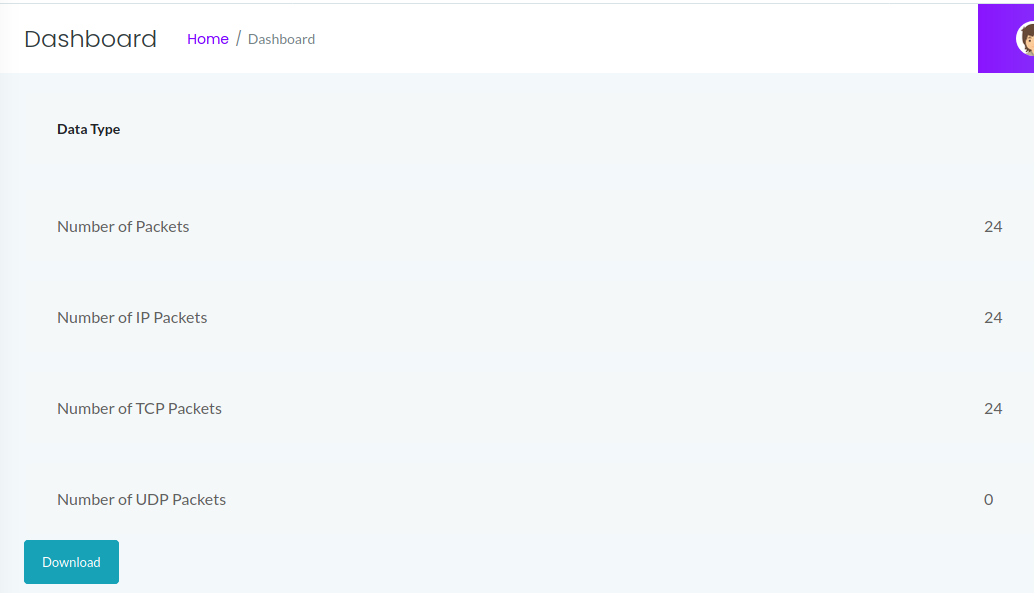 Dashboard Home / Dashboard
Data Type
Number of Packets 24
Number of IP Packets 24
Number of TCP Packets 24
Number of UDP Packets 0
Download